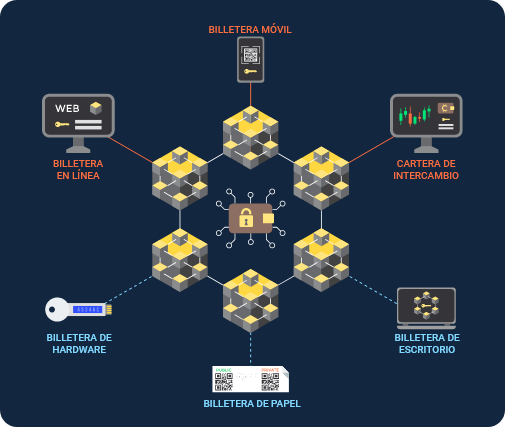 BILLETERA MÓVIL
WEB
BILLETERA
EN LÍNEA
C
CARTERA DE
INTERCAMBIO
BILLETERA DE
HARDWARE
BILLETERA DE
ESCRITORIO
PUBLIC
PRIVATE
BILLETERA DE PAPEL